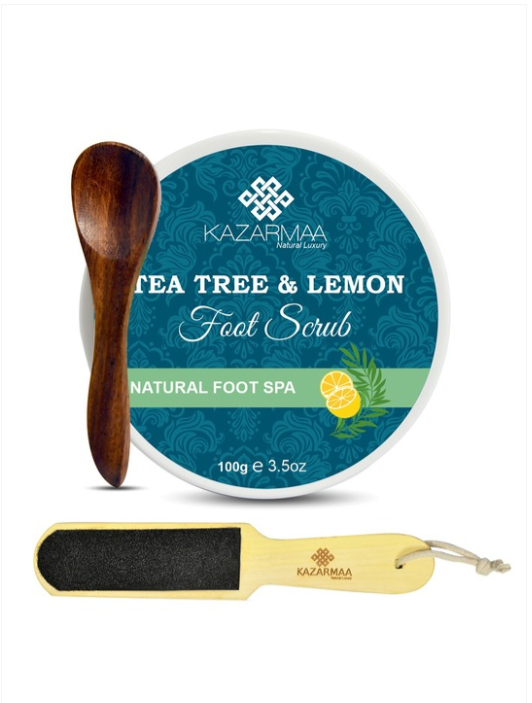 KAZARMAA
Natural Luxury
TEA TREE & LEMON
Foot Scrub
NATURAL FOOT SPA
100g e 3.5oz
KAZARMAA